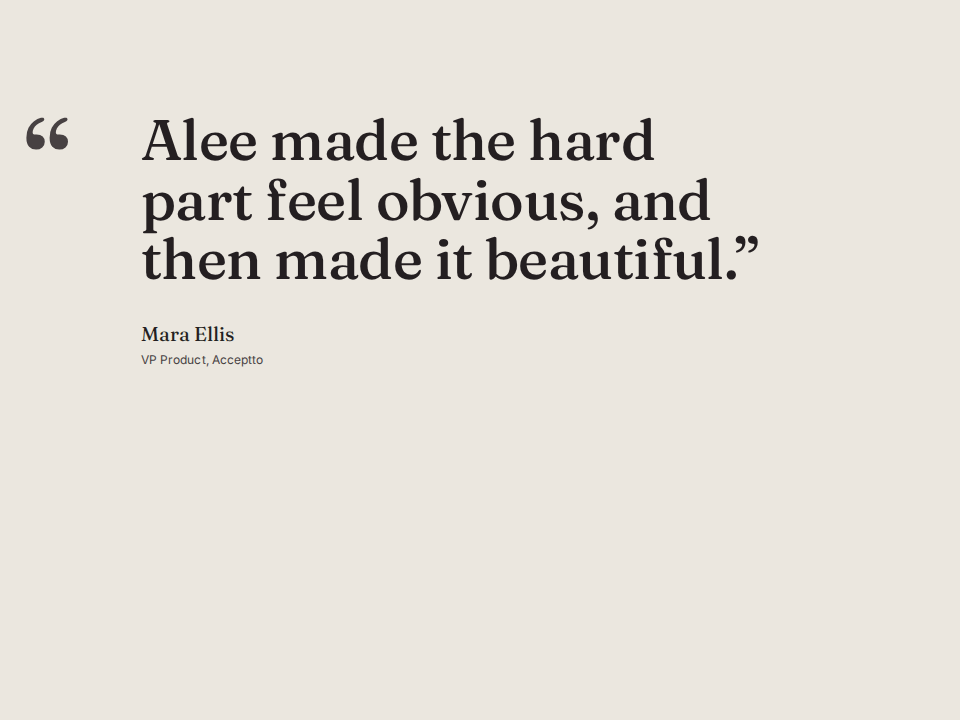 “Alee made the hard
part feel obvious, and
then made it beautiful.”
Mara Ellis
VP Product, Acceptto